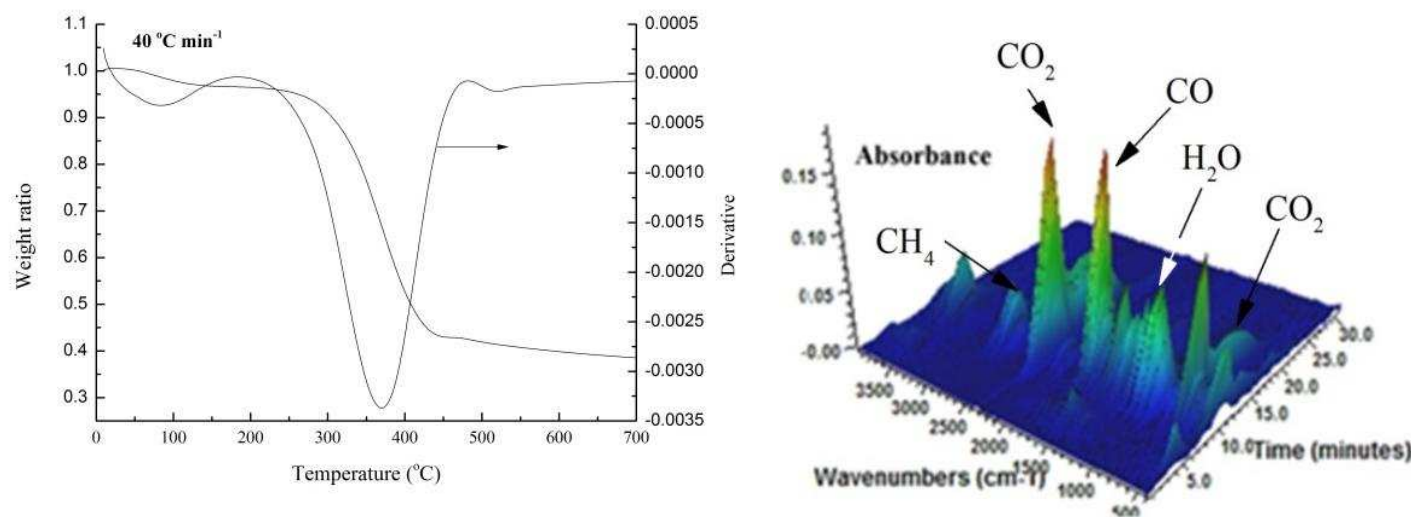 40 °C min⁻¹
1.1
1.0
0.9
0.8
0.7
0.6
0.5
0.4
0.3
Weight ratio
0 100 200 300 400 500 600 700
Temperature (°C)
0.0005
0.0000
-0.0005
-0.0010
-0.0015
-0.0020
-0.0025
-0.0030
-0.0035
Derivative
CO₂
CO
H₂O
CO₂
CH₄
Absorbance
0.15
0.10
0.05
-0.00
3500 3000 2500 2000 1500 1000 500
Wavenumbers (cm-1)
5.0 10.0 15.0 20.0 25.0 30.0
Time (minutes)